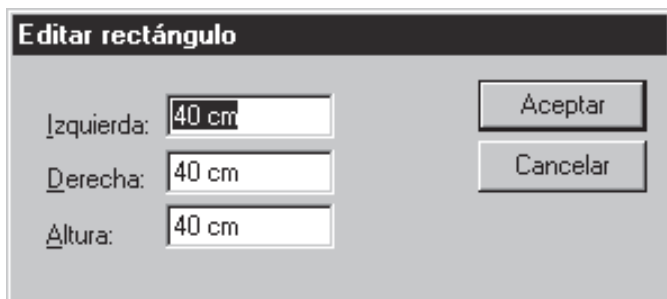 Editar rectángulo
Izquierda: 40 cm
Aceptar
Derecha: 40 cm
Cancelar
Altura: 40 cm